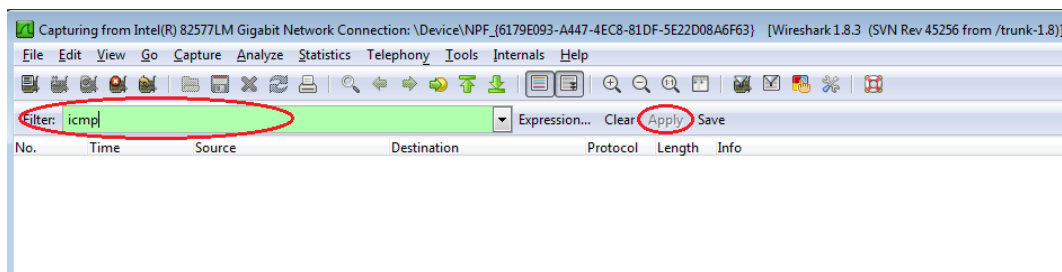 Capturing from Intel(R) 82577LM Gigabit Network Connection: \Device\NPF_{6179E093-A447-4EC8-81DF-5E22D08A6F63} [Wireshark 1.8.3 (SVN Rev 45256 from /trunk-1.8)]
File Edit View Go Capture Analyze Statistics Telephony Tools Internals Help
Filter: icmp Expression... Clear Apply Save
No. Time Source Destination Protocol Length Info